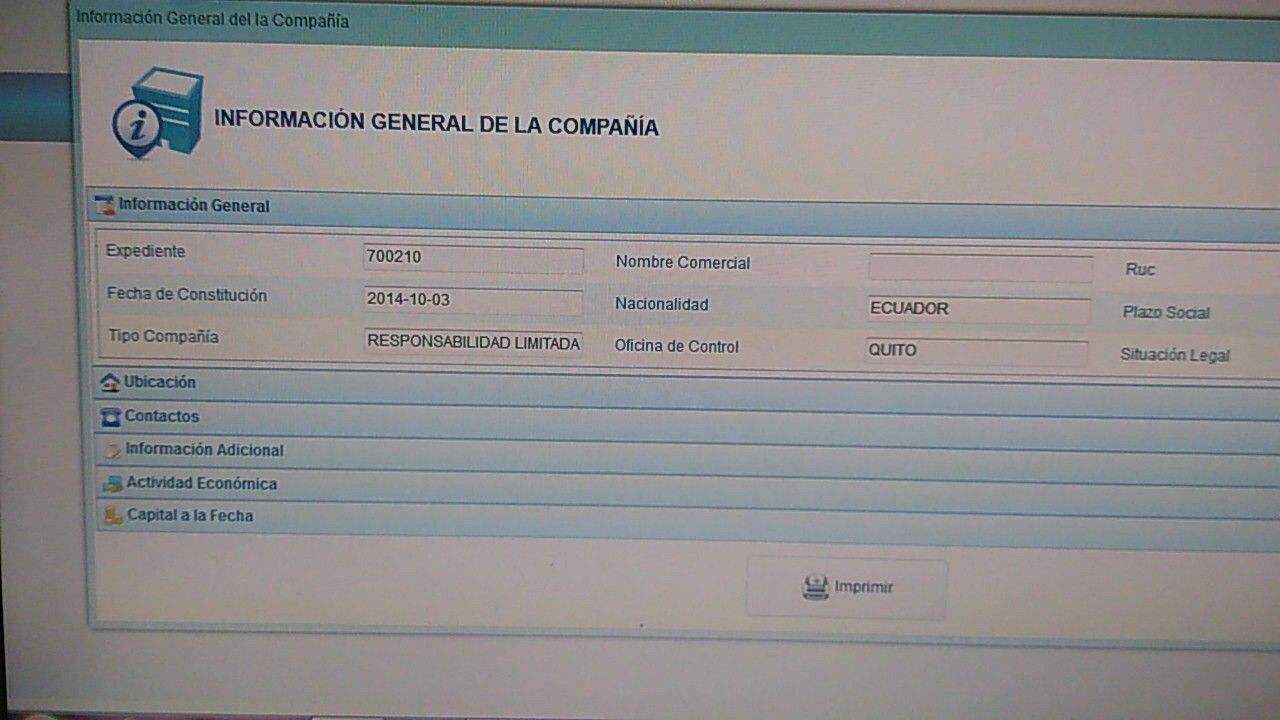 Información General del la Compañía
INFORMACIÓN GENERAL DE LA COMPAÑÍA
Información General
Expediente 700210 Nombre Comercial Ruc
Fecha de Constitución 2014-10-03 Nacionalidad ECUADOR Plazo Social
Tipo Compañía RESPONSABILIDAD LIMITADA Oficina de Control QUITO Situación Legal
Ubicación
Contactos
Información Adicional
Actividad Económica
Capital a la Fecha
Imprimir